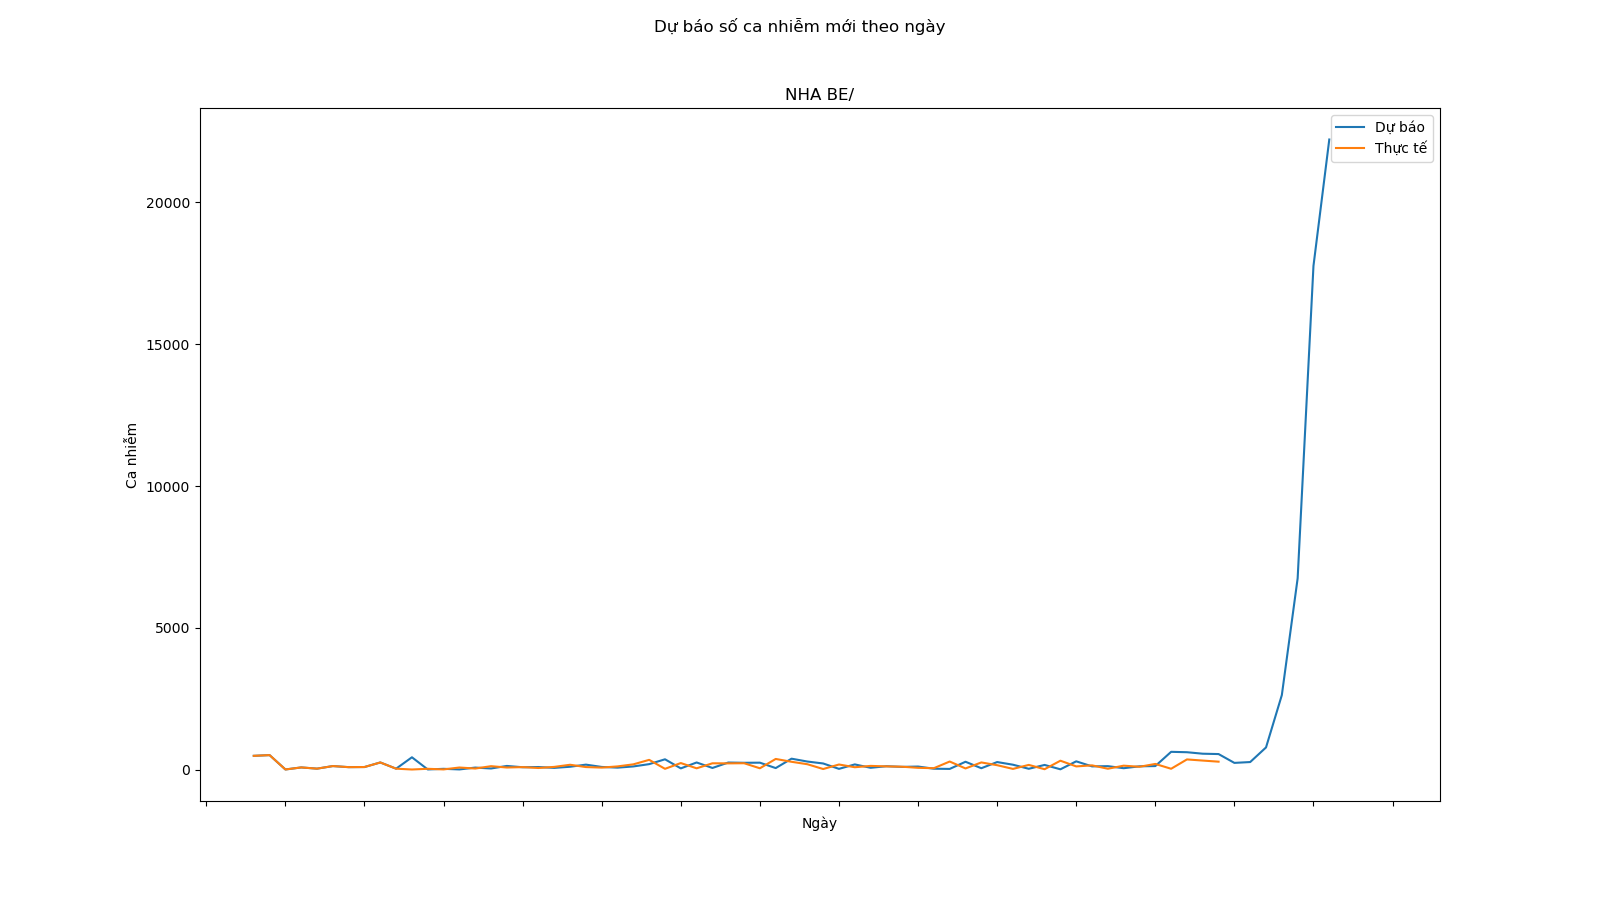 Dự báo số ca nhiễm mới theo ngày
NHA BE/
Dự báo
Thực tế
20000
15000
10000
5000
0
Ca nhiễm
Ngày